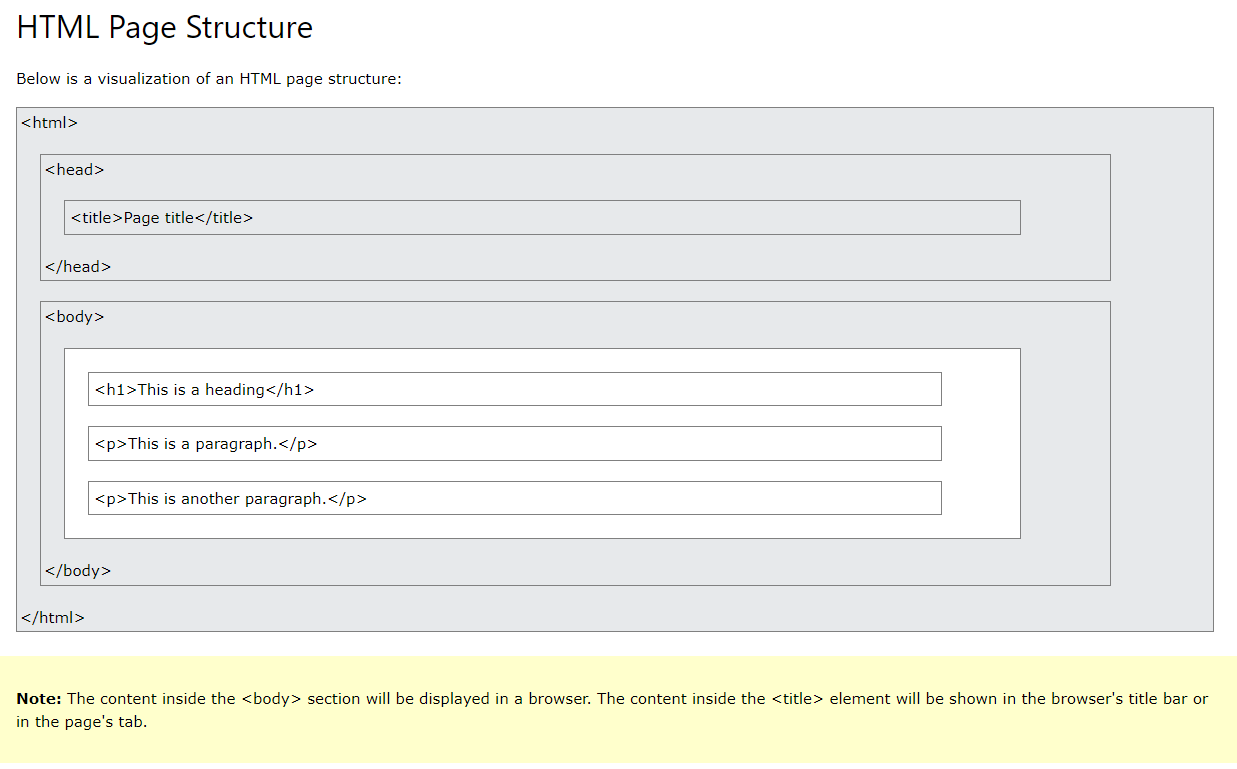 HTML Page Structure
Below is a visualization of an HTML page structure:
<html>
<head>
<title>Page title</title>
</head>
<body>
<h1>This is a heading</h1>
<p>This is a paragraph.</p>
<p>This is another paragraph.</p>
</body>
</html>
Note: The content inside the <body> section will be displayed in a browser. The content inside the <title> element will be shown in the browser's title bar or
in the page's tab.